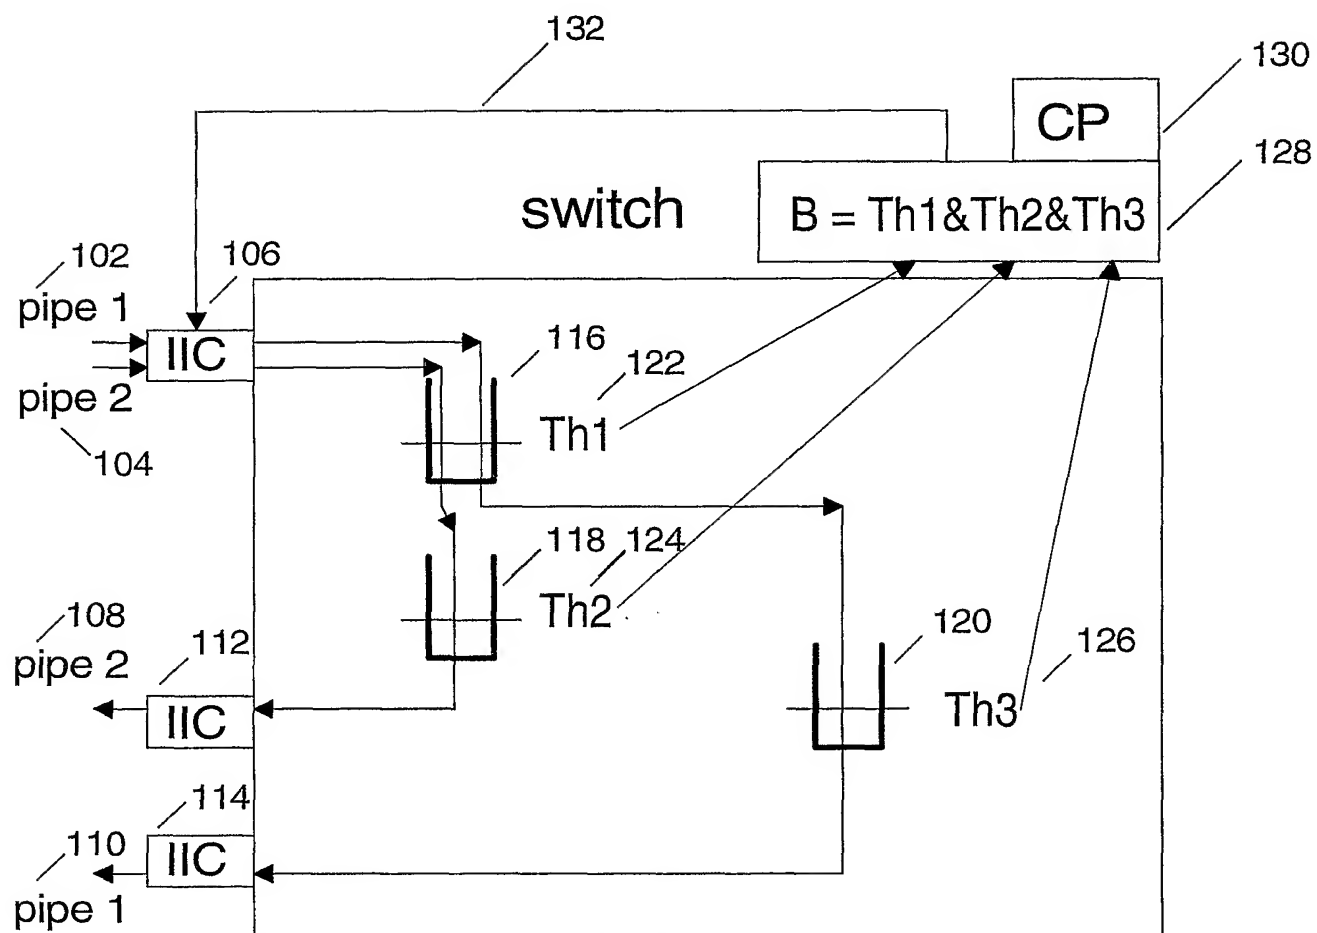 132
130
CP
128
switch
B = Th1&Th2&Th3
102
106
pipe 1
IIC
116
122
pipe 2
Th1
104
118
124
Th2
108
112
120
126
pipe 2
IIC
Th3
114
110
IIC
pipe 1